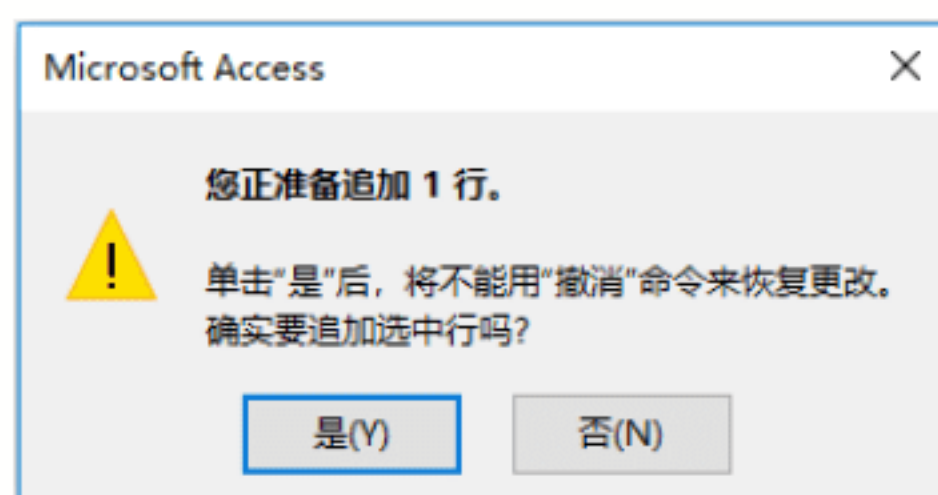 Microsoft Access
您正准备追加 1 行。
单击“是”后，将不能用“撤消”命令来恢复更改。
确实要追加选中行吗?
是(Y) 否(N)